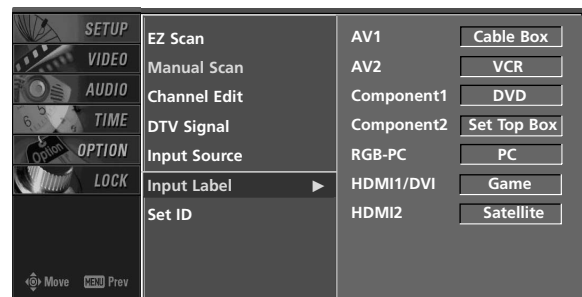 SETUP
VIDEO
AUDIO
TIME
OPTION
LOCK
Move MENU Prev
EZ Scan
Manual Scan
Channel Edit
DTV Signal
Input Source
Input Label ►
Set ID
AV1 Cable Box
AV2 VCR
Component1 DVD
Component2 Set Top Box
RGB-PC PC
HDMI1/DVI Game
HDMI2 Satellite
Option